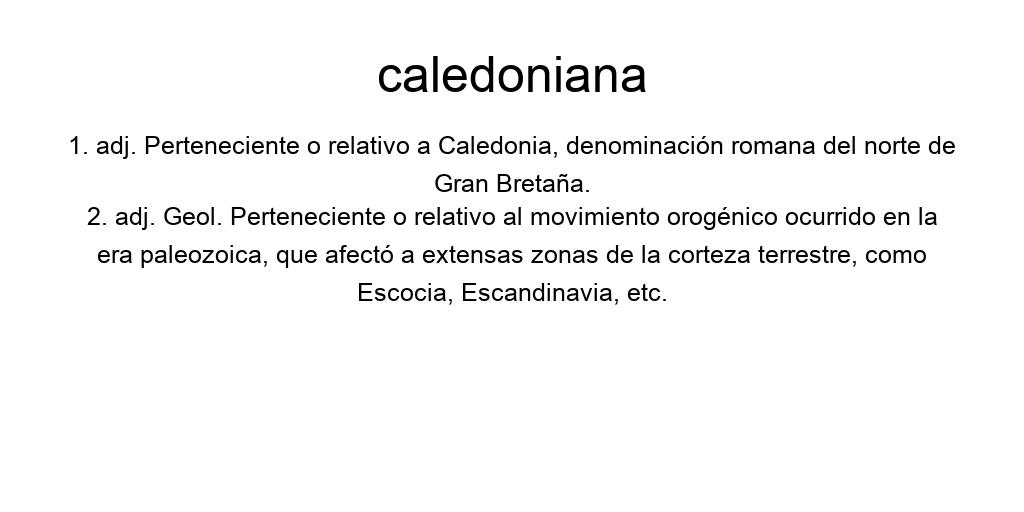 caledoniana
1. adj. Perteneciente o relativo a Caledonia, denominación romana del norte de
Gran Bretaña.
2. adj. Geol. Perteneciente o relativo al movimiento orogénico ocurrido en la
era paleozoica, que afectó a extensas zonas de la corteza terrestre, como
Escocia, Escandinavia, etc.